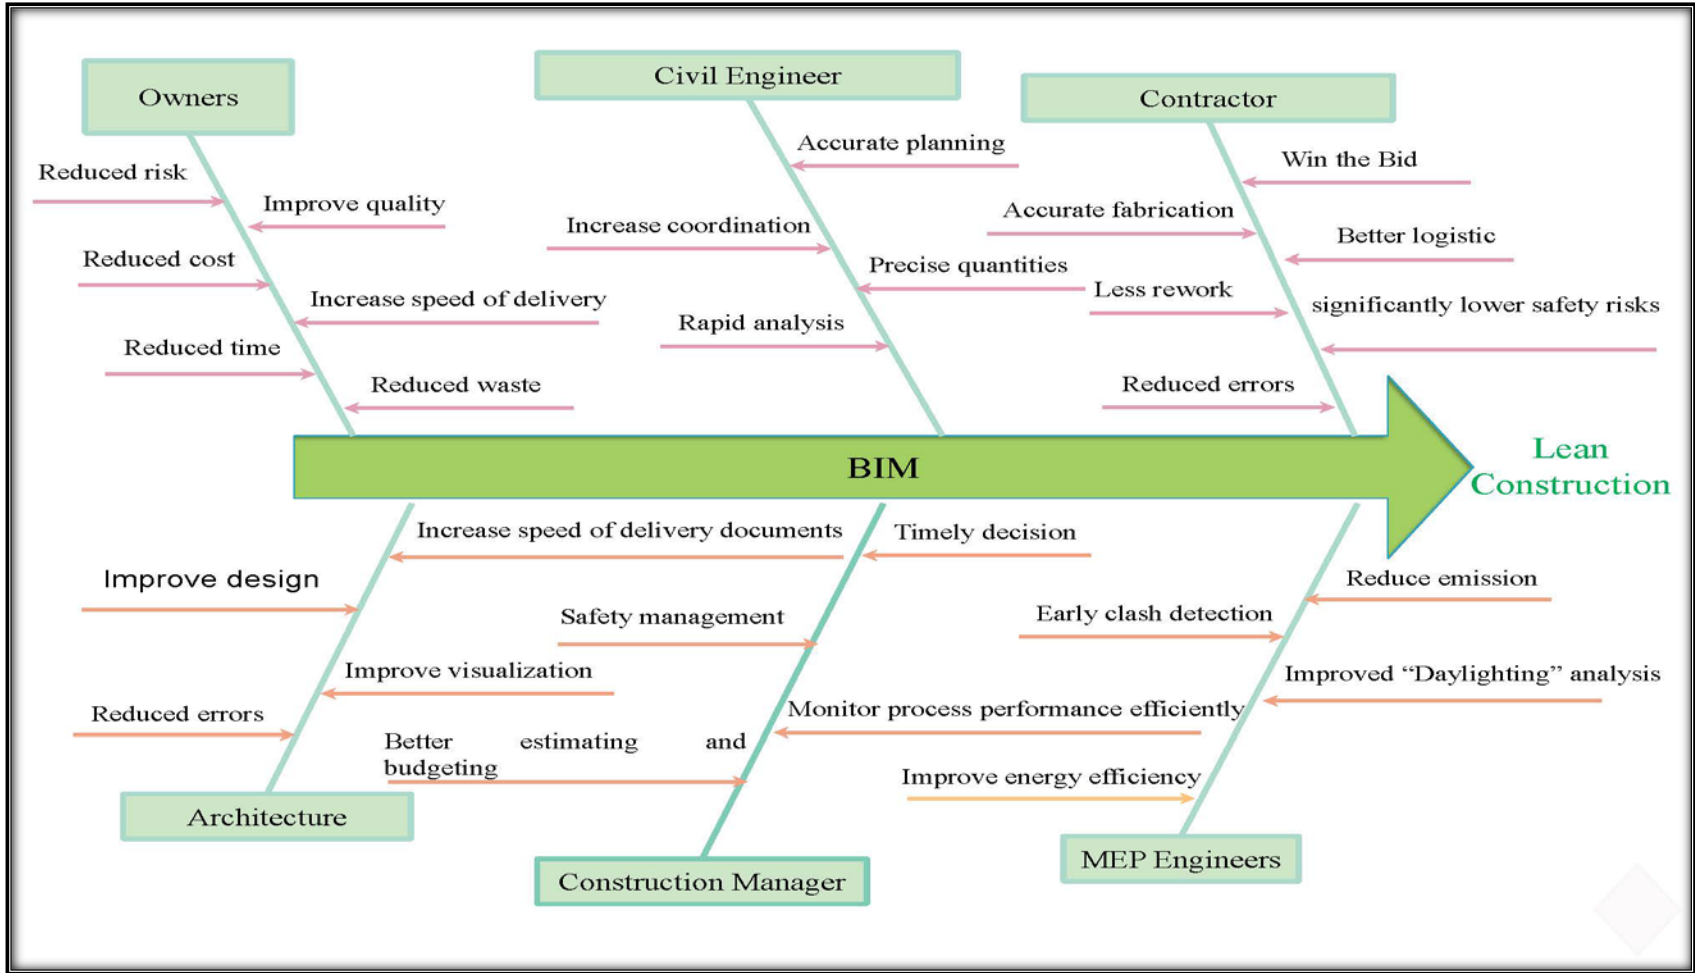 Owners
Civil Engineer
Contractor
Reduced risk
Improve quality
Reduced cost
Increase speed of delivery
Reduced time
Reduced waste
Accurate planning
Increase coordination
Precise quantities
Rapid analysis
Win the Bid
Accurate fabrication
Better logistic
Less rework
significantly lower safety risks
Reduced errors
BIM
Lean
Construction
Increase speed of delivery documents
Improve design
Improve visualization
Reduced errors
Architecture
Timely decision
Safety management
Monitor process performance efficiently
Better estimating and
budgeting
Construction Manager
Reduce emission
Early clash detection
Improved “Daylighting” analysis
Improve energy efficiency
MEP Engineers